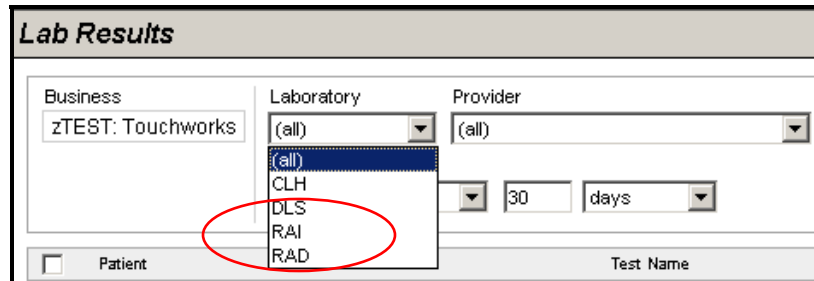 Lab Results
Business
Laboratory
Provider
zTEST: Touchworks
(all)
(all)
(all)
CLH
DLS
RAI
RAD
30
days
Patient
Test Name